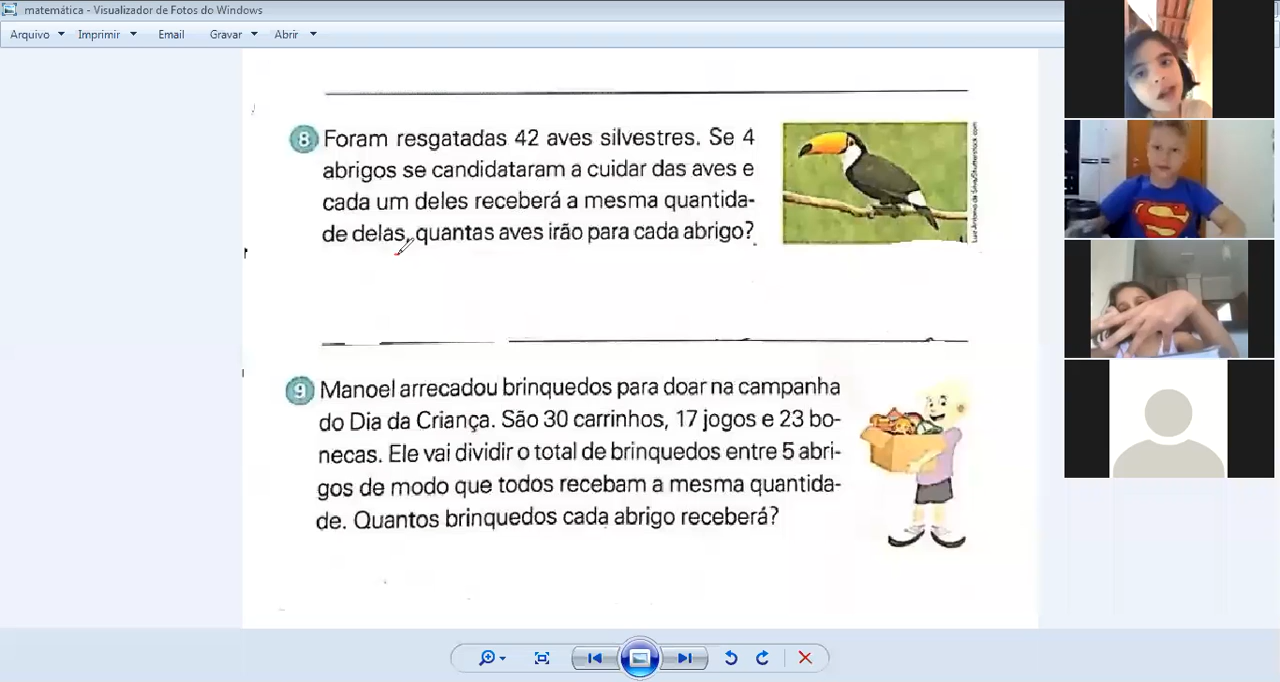 matemática - Visualizador de Fotos do Windows
Arquivo Imprimir Email Gravar Abrir
8 Foram resgatadas 42 aves silvestres. Se 4
abrigos se candidataram a cuidar das aves e
cada um deles receberá a mesma quantida-
de delas, quantas aves irão para cada abrigo?
9 Manoel arrecadou brinquedos para doar na campanha
do Dia da Criança. São 30 carrinhos, 17 jogos e 23 bo-
necas. Ele vai dividir o total de brinquedos entre 5 abri-
gos de modo que todos recebam a mesma quantida-
de. Quantos brinquedos cada abrigo receberá?